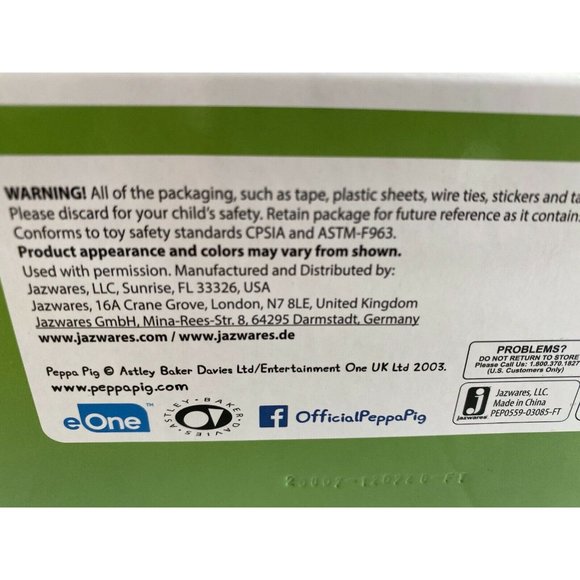 WARNING! All of the packaging, such as tape, plastic sheets, wire ties, stickers and ta
Please discard for your child's safety. Retain package for future reference as it contain
Conforms to toy safety standards CPSIA and ASTM-F963.
Product appearance and colors may vary from shown.
Used with permission. Manufactured and Distributed by:
Jazwares, LLC, Sunrise, FL 33326, USA
Jazwares, 16A Crane Grove, London, N7 8LE, United Kingdom
Jazwares GmbH, Mina-Rees-Str. 8, 64295 Darmstadt, Germany
www.jazwares.com / www.jazwares.de
Peppa Pig © Astley Baker Davies Ltd/Entertainment One UK Ltd 2003.
www.peppapig.com
eOne™
ASTLEY • BAKER • DAVIES •
f OfficialPeppaPig
PROBLEMS?
DO NOT RETURN TO STORE
Please Call Us: 1.800.370.1827
(U.S. Customers Only)
j
jazwares
Jazwares, LLC.
Made in China
PEP0559-03085-FT